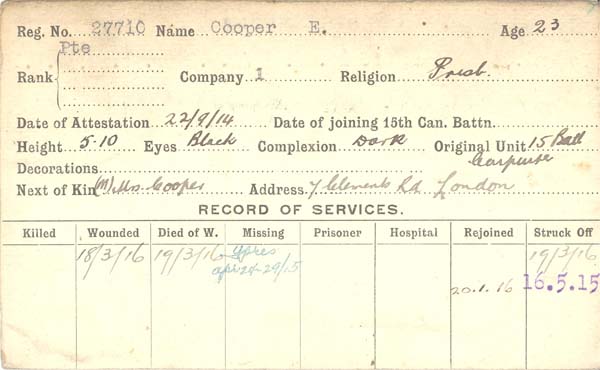 Reg. No. 27710 Name Cooper E. Age 23
Pte
Rank Company 1 Religion Presb.
Date of Attestation 22/9/14 Date of joining 15th Can. Battn.
Height 5.10 Eyes Black Complexion Dark Original Unit 15 Batt
Decorations Carpenter
Next of Kin (M) Mrs. Cooper Address 7 Clements Rd. London
RECORD OF SERVICES.
Killed Wounded Died of W. Missing Prisoner Hospital Rejoined Struck Off
18/3/16 19/3/16 Ypres 19/3/16
apr 24-29/15 20.1.16 16.5.15